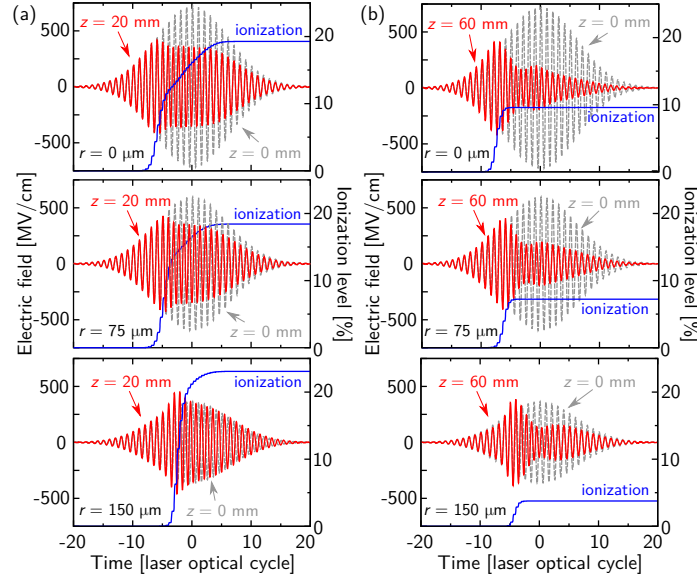 (a)
z = 20 mm
ionization
z = 0 mm
r = 0 μm
500
0
-500
20
10
0
z = 20 mm
ionization
z = 0 mm
r = 75 μm
500
0
-500
20
10
0
z = 20 mm
ionization
z = 0 mm
r = 150 μm
500
0
-500
20
10
0
-20
-10
0
10
20
Electric field [MV/cm]
Ionization level [%]
Time [laser optical cycle]
(b)
z = 60 mm
z = 0 mm
ionization
r = 0 μm
500
0
-500
20
10
0
z = 60 mm
z = 0 mm
ionization
r = 75 μm
500
0
-500
20
10
0
z = 60 mm
z = 0 mm
ionization
r = 150 μm
500
0
-500
20
10
0
-20
-10
0
10
20
Electric field [MV/cm]
Ionization level [%]
Time [laser optical cycle]